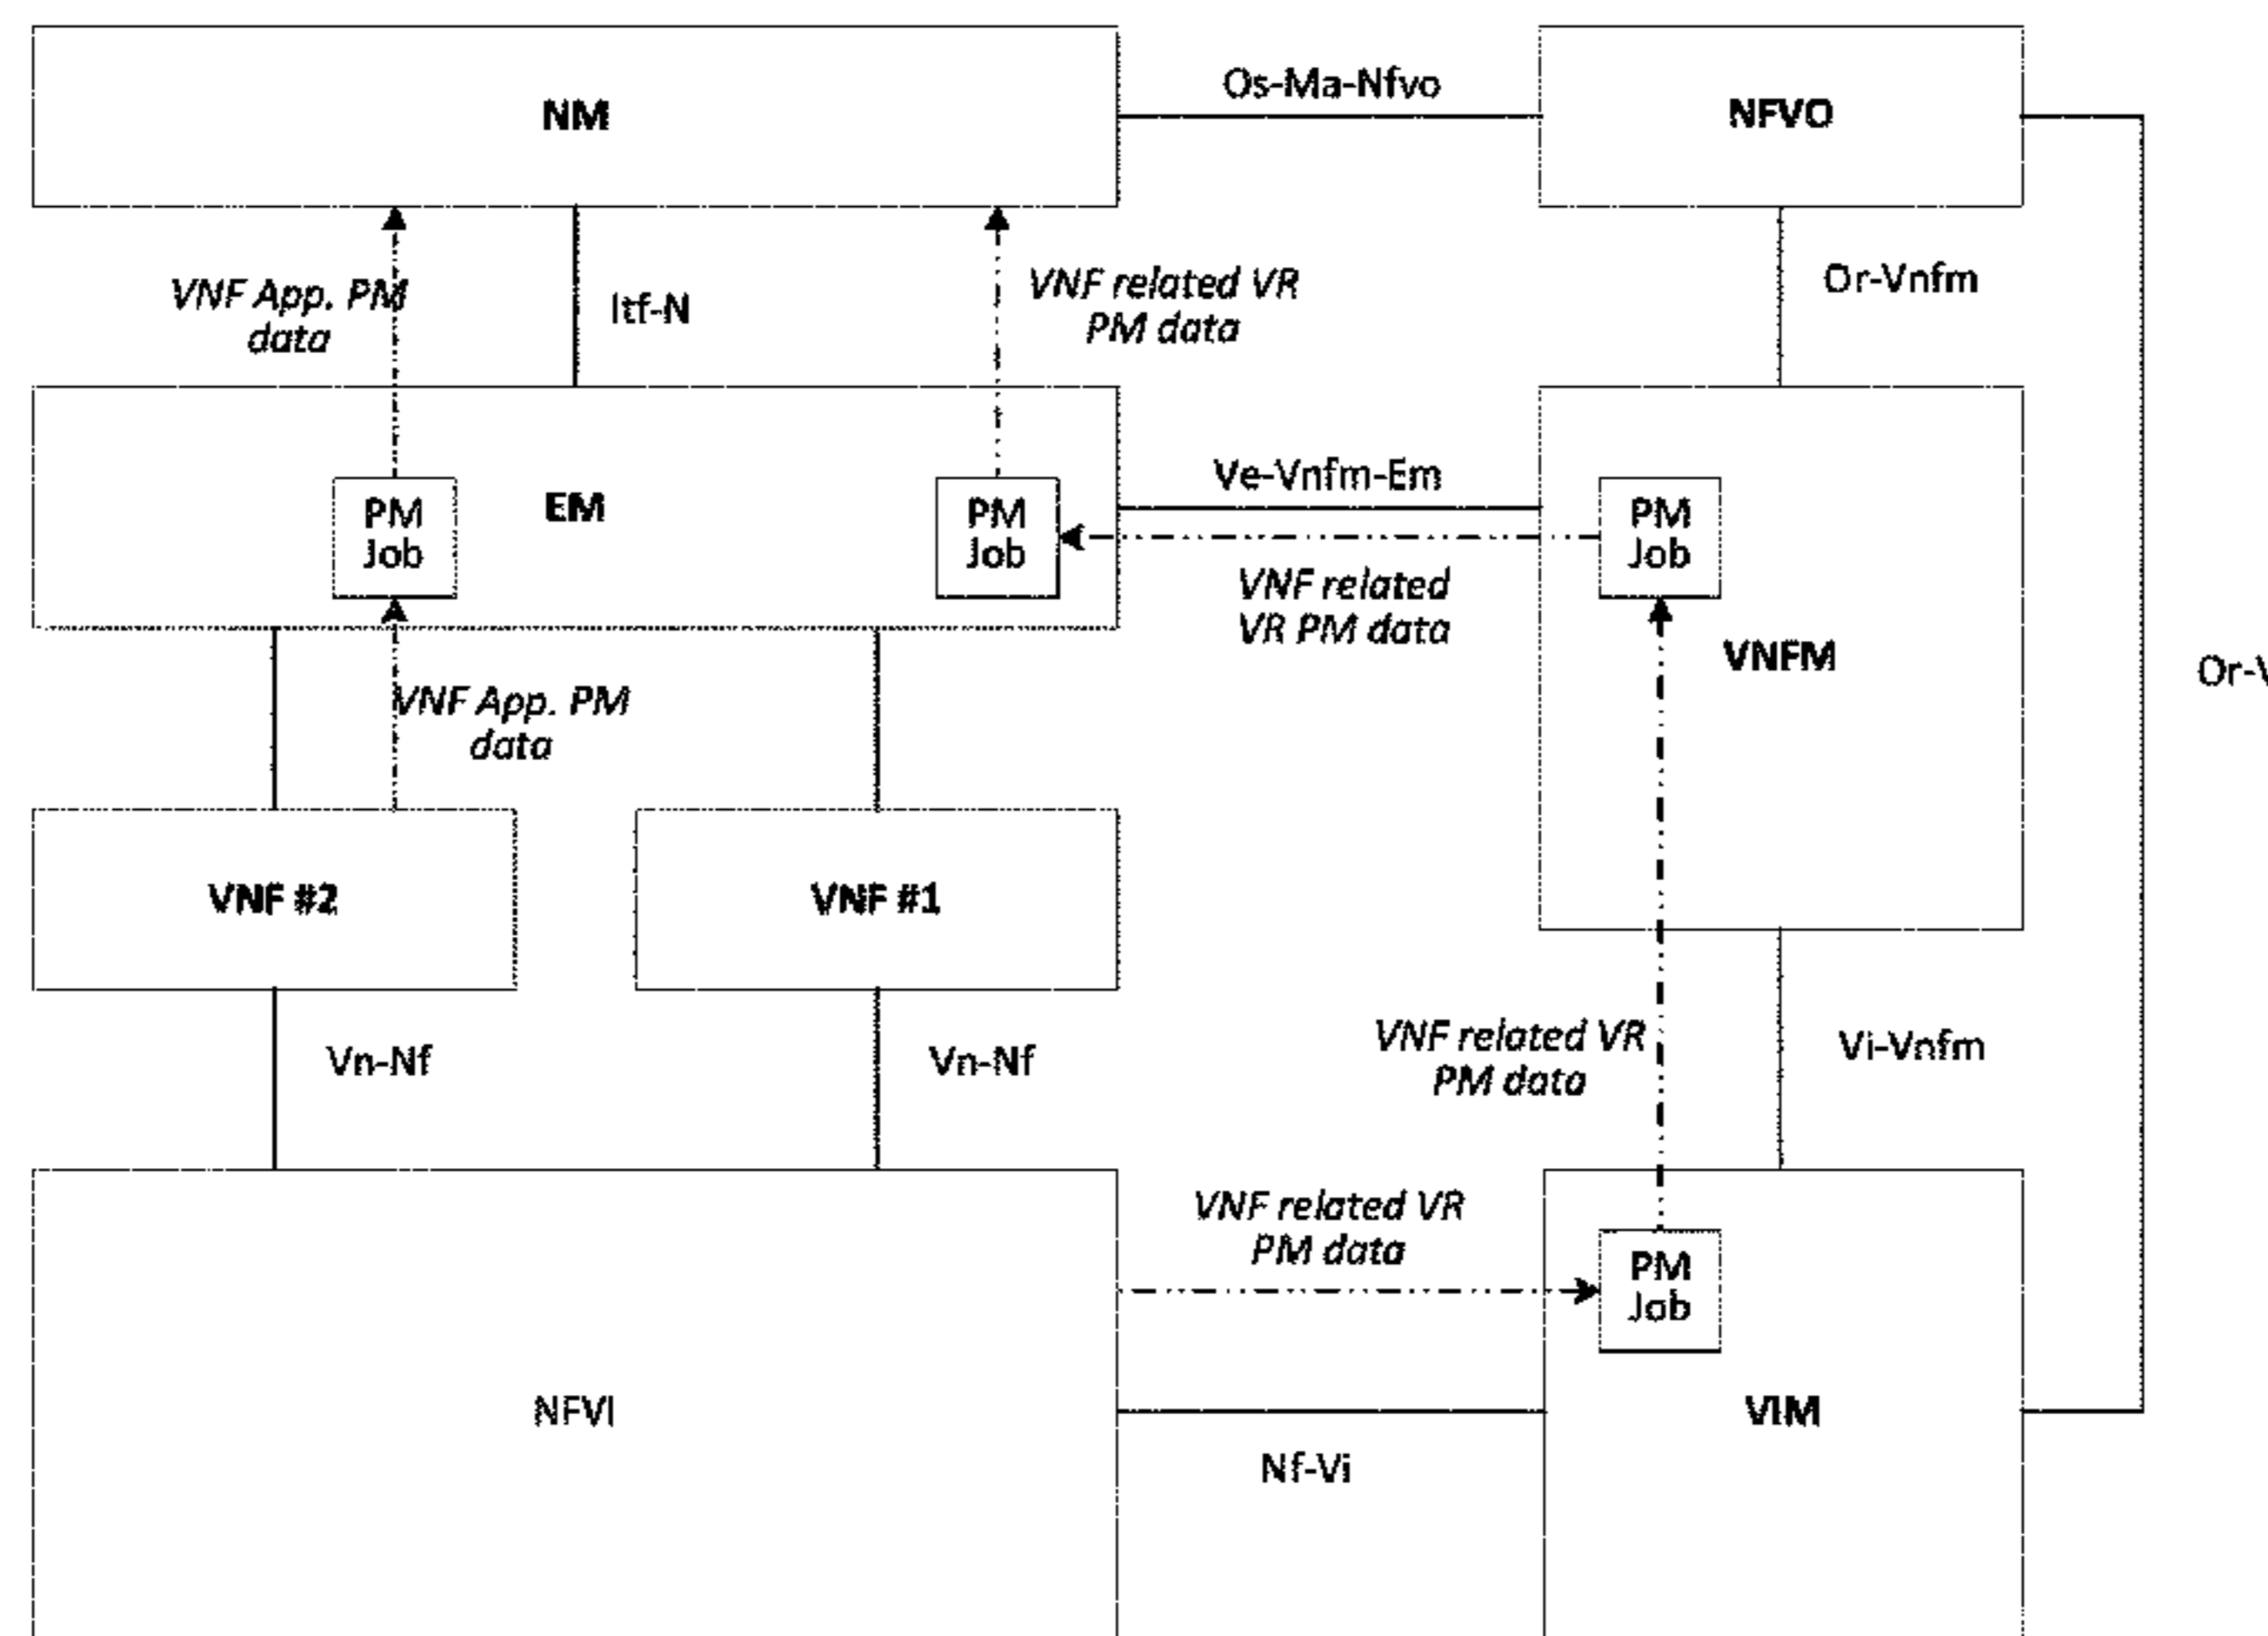 Os-Ma-Nfvo
NM
NFVO
VNF App. PM
data
Itf-N
VNF related VR
PM data
Or-Vnfm
Ve-Vnfm-Em
PM
Job
EM
PM
Job
PM
Job
VNF related
VR PM data
VNFM
VNF App. PM
data
VNF #2
VNF #1
Vn-Nf
Vn-Nf
VNF related VR
PM data
Vi-Vnfm
VNF related VR
PM data
PM
Job
NFVI
VIM
Nf-Vi